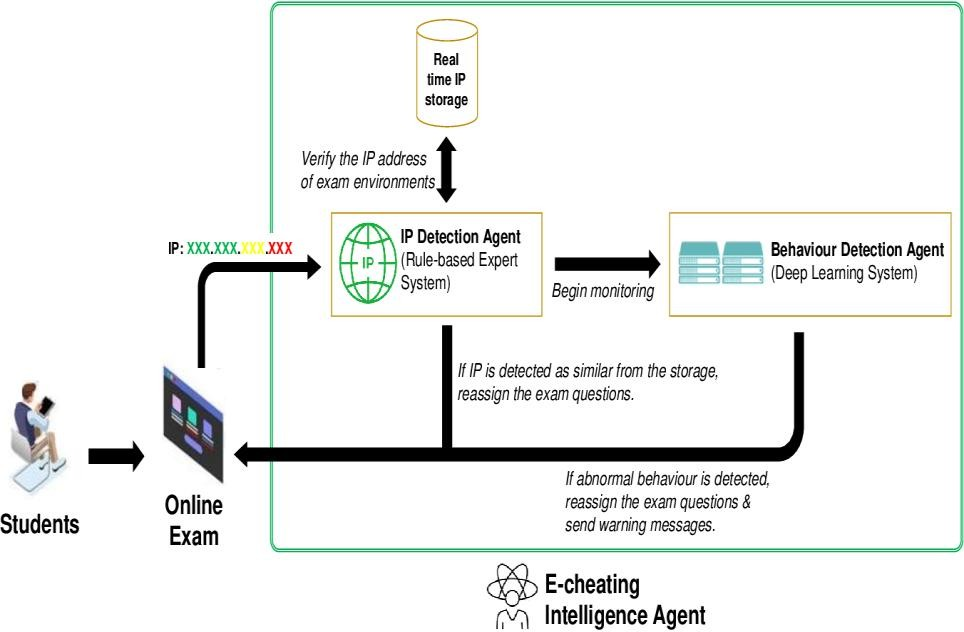 Real
time IP
storage
Verify the IP address
of exam environments
IP: XXX.XXX.XXX.XXX
IP
IP Detection Agent
(Rule-based Expert
System)
Begin monitoring
Behaviour Detection Agent
(Deep Learning System)
If IP is detected as similar from the storage,
reassign the exam questions.
If abnormal behaviour is detected,
reassign the exam questions &
send warning messages.
Students
Online
Exam
E-cheating
Intelligence Agent